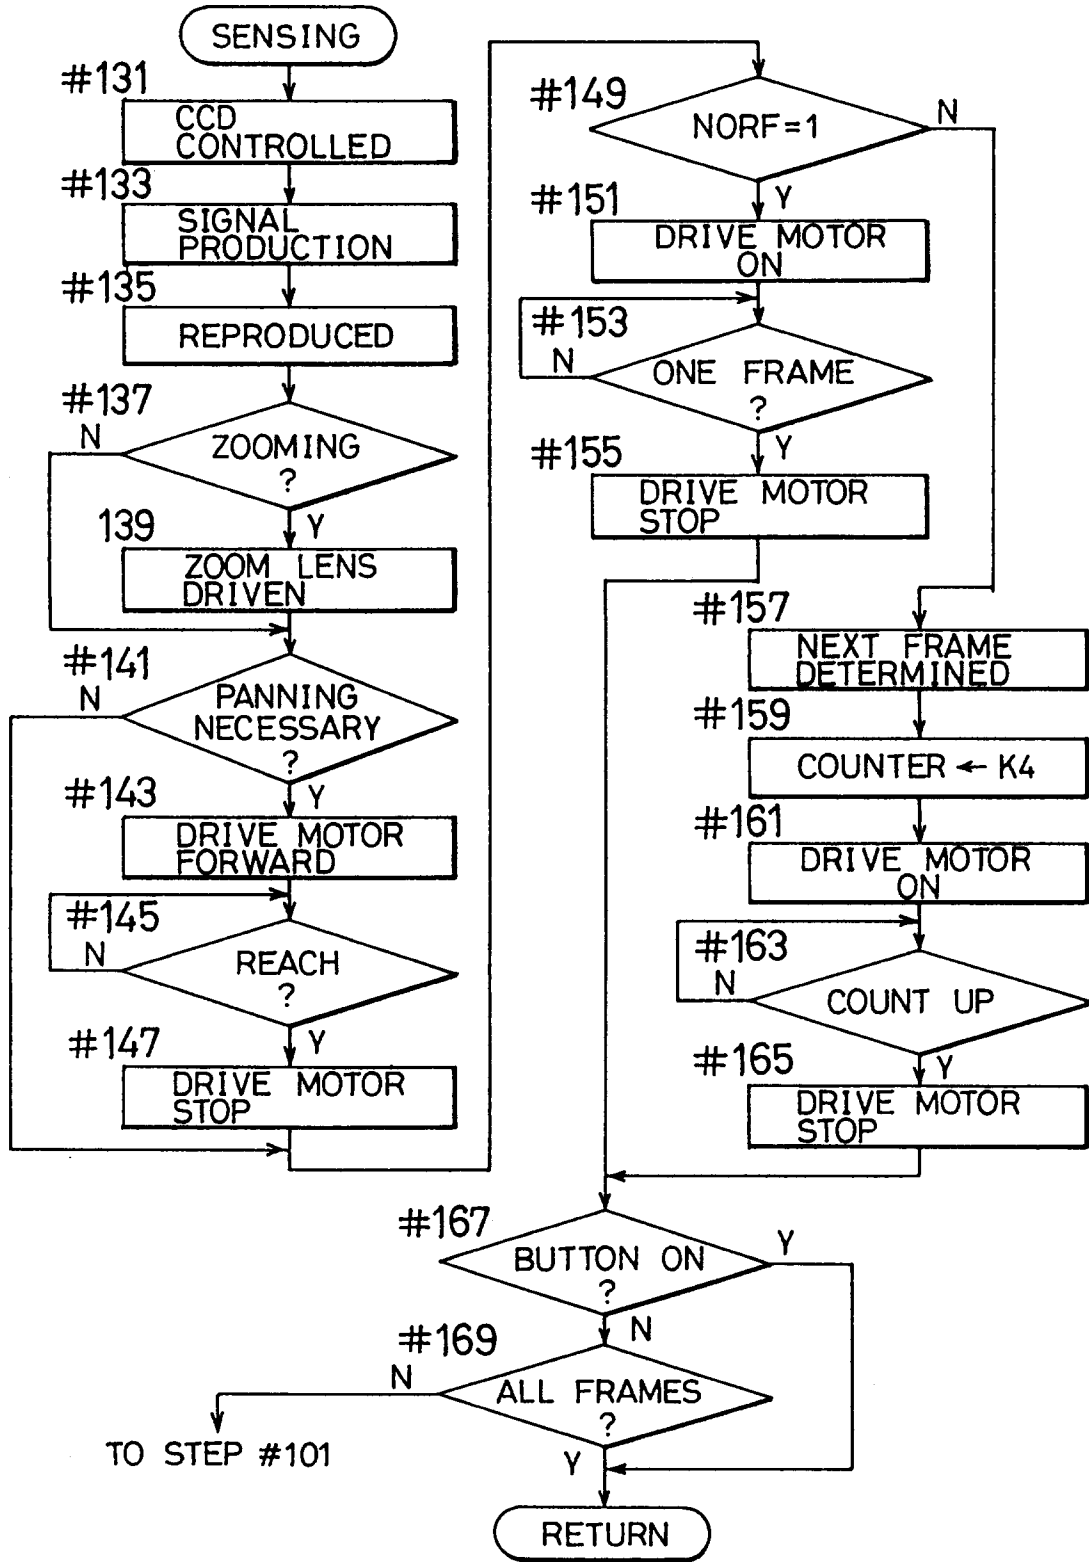 SENSING
#131
CCD
CONTROLLED
#133
SIGNAL
PRODUCTION
#135
REPRODUCED
#137
N
ZOOMING
?
Y
139
ZOOM LENS
DRIVEN
#141
N
PANNING
NECESSARY
?
Y
#143
DRIVE MOTOR
FORWARD
#145
N
REACH
?
Y
#147
DRIVE MOTOR
STOP
#149
NORF=1
N
Y
#151
DRIVE MOTOR
ON
#153
N
ONE FRAME
?
Y
#155
DRIVE MOTOR
STOP
#157
NEXT FRAME
DETERMINED
#159
COUNTER ← K4
#161
DRIVE MOTOR
ON
#163
N
COUNT UP
Y
#165
DRIVE MOTOR
STOP
#167
BUTTON ON
?
Y
N
#169
N
ALL FRAMES
?
Y
TO STEP #101
RETURN